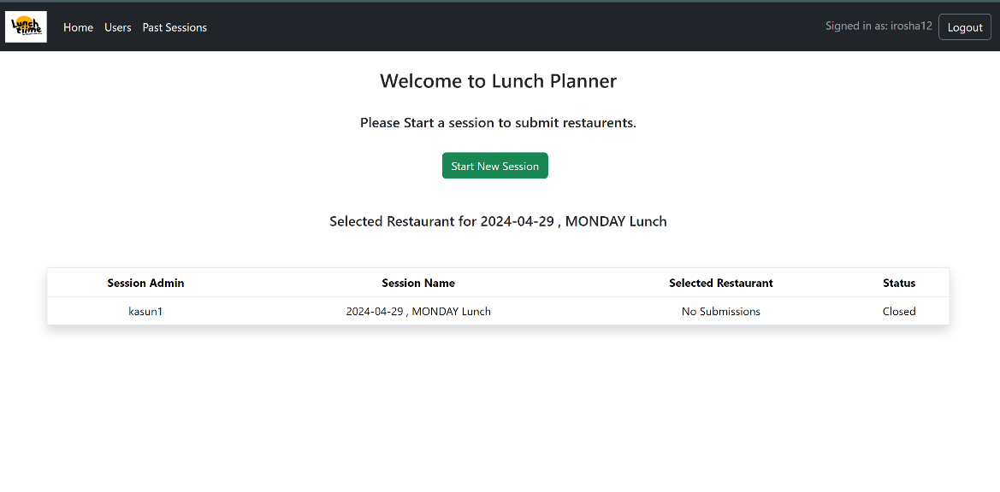 Lunch time Home Users Past Sessions Signed in as: irosha12 Logout
Welcome to Lunch Planner
Please Start a session to submit restaurents.
Start New Session
Selected Restaurant for 2024-04-29 , MONDAY Lunch
Session Admin Session Name Selected Restaurant Status
kasun1 2024-04-29 , MONDAY Lunch No Submissions Closed